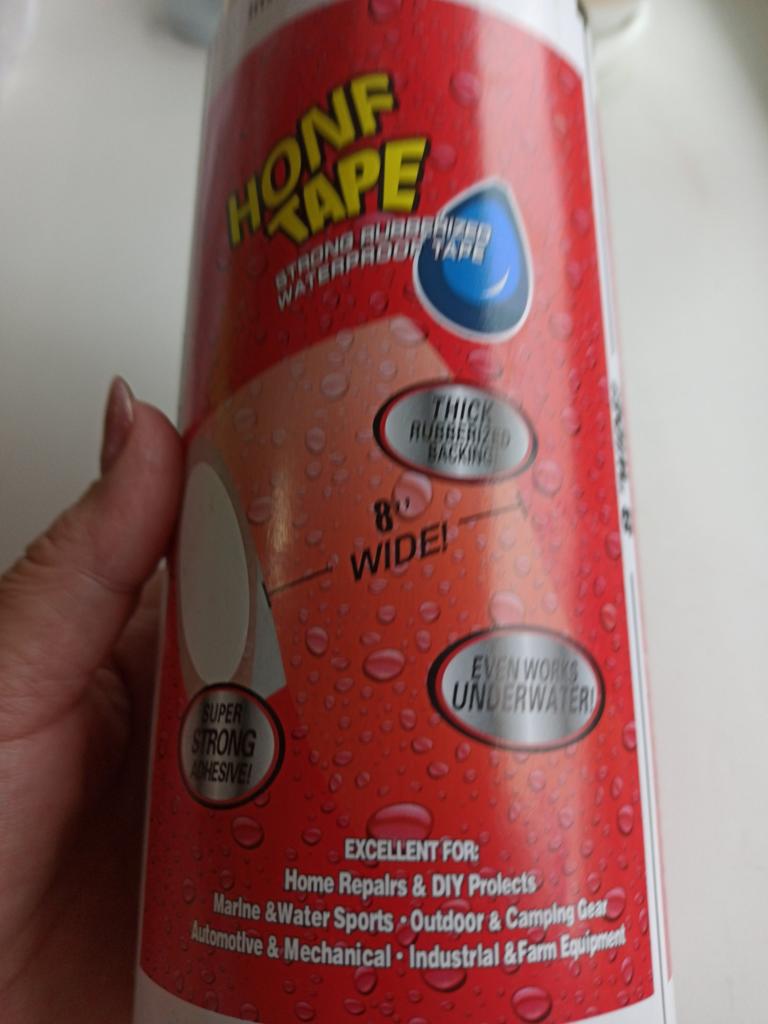 HONF
TAPE
STRONG RUBBERIZED
WATERPROOF TAPE
THICK
RUBBERIZED
BACKING!
8"
WIDE!
EVEN WORKS
UNDERWATER!
SUPER
STRONG
ADHESIVE!
EXCELLENT FOR:
Home Repairs & DIY Projects
Marine &Water Sports • Outdoor & Camping Gear
Automotive & Mechanical • Industrial &Farm Equipment